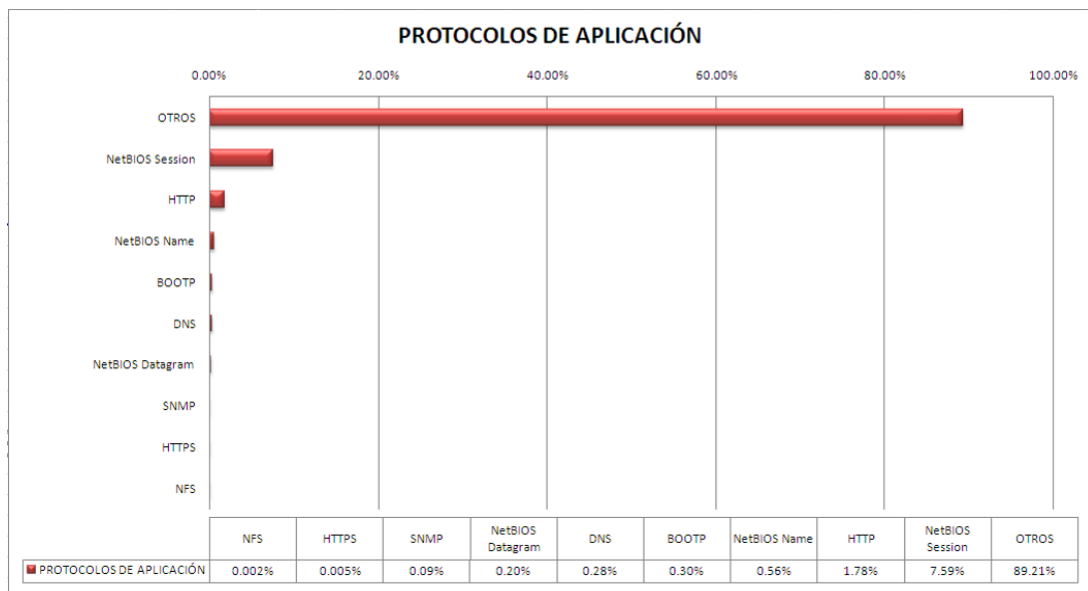 PROTOCOLOS DE APLICACIÓN
0.00% 20.00% 40.00% 60.00% 80.00% 100.00%
OTROS
NetBIOS Session
HTTP
NetBIOS Name
BOOTP
DNS
NetBIOS Datagram
SNMP
HTTPS
NFS
NFS HTTPS SNMP NetBIOS Datagram DNS BOOTP NetBIOS Name HTTP NetBIOS Session OTROS
PROTOCOLOS DE APLICACIÓN 0.002% 0.005% 0.09% 0.20% 0.28% 0.30% 0.56% 1.78% 7.59% 89.21%